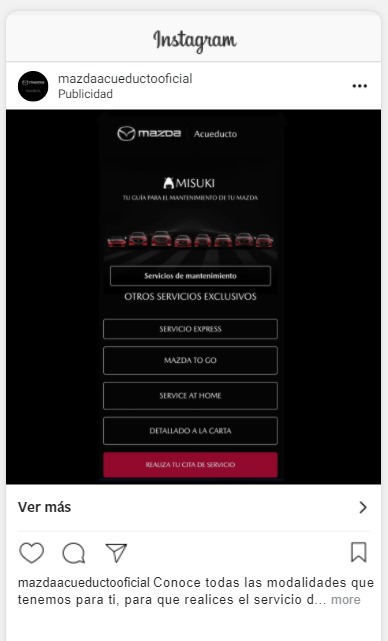 Instagram
mazdaacueductooficial
Publicidad
mazda Acueducto
MISUKI
TU GUÍA PARA EL MANTENIMIENTO DE TU MAZDA
Servicios de mantenimiento
OTROS SERVICIOS EXCLUSIVOS
SERVICIO EXPRESS
MAZDA TO GO
SERVICE AT HOME
DETALLADO A LA CARTA
REALIZA TU CITA DE SERVICIO
Ver más
mazdaacueductooficial Conoce todas las modalidades que
tenemos para ti, para que realices el servicio d... more